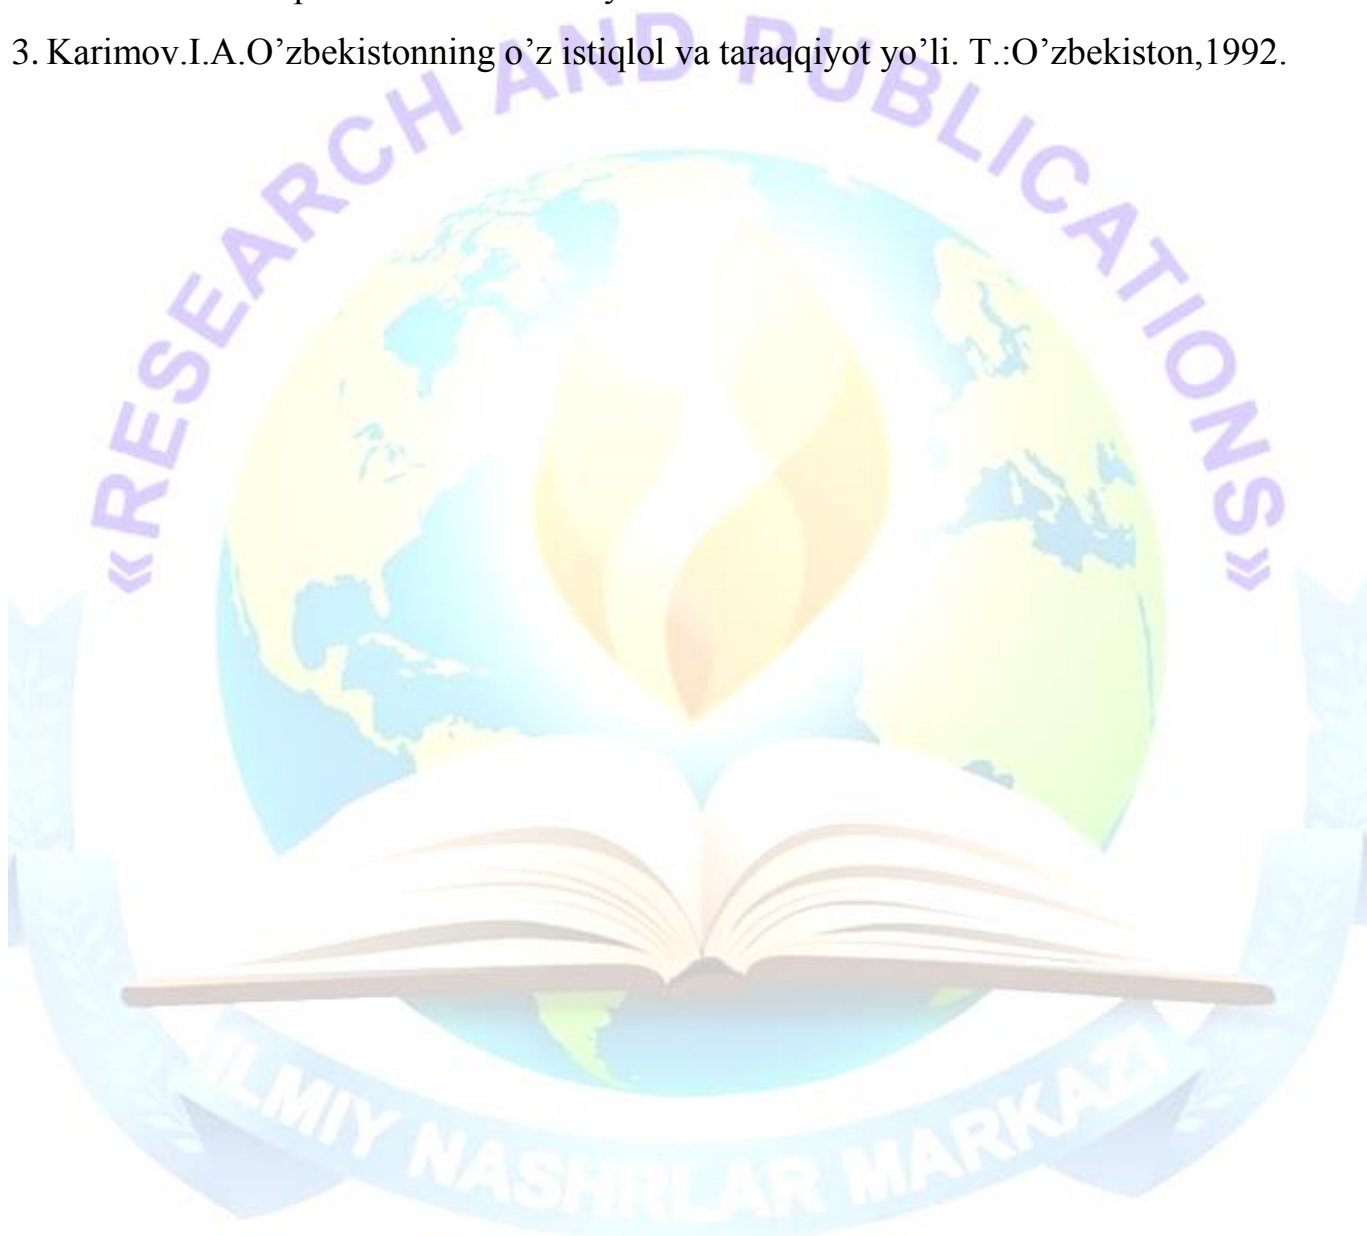 3. Karimov.I.A.O’zbekistonning o’z istiqlol va taraqqiyot yo’li. T.:O’zbekiston,1992.
«RESEARCH AND PUBLICATIONS»
ILMIY NASHRLAR MARKAZI